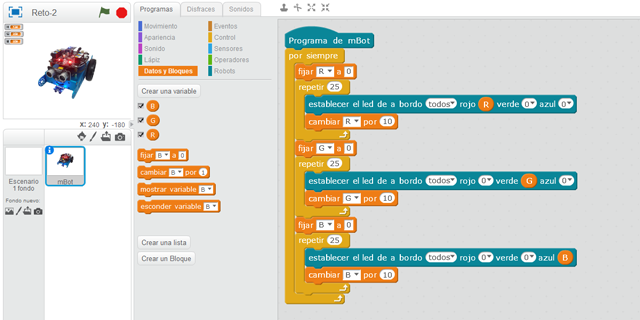 Reto-2
x: 240 y: -180
Escenario
1 fondo
Fondo nuevo:
mBot
Programas Disfraces Sonidos
Movimiento Eventos
Apariencia Control
Sonido Sensores
Lápiz Operadores
Datos y Bloques Robots
Crear una variable
B
G
R
fijar B a 0
cambiar B por 1
mostrar variable B
esconder variable B
Crear una lista
Crear un Bloque
Programa de mBot
por siempre
fijar R a 0
repetir 25
establecer el led de a bordo todos rojo R verde 0 azul 0
cambiar R por 10
fijar G a 0
repetir 25
establecer el led de a bordo todos rojo 0 verde G azul 0
cambiar G por 10
fijar B a 0
repetir 25
establecer el led de a bordo todos rojo 0 verde 0 azul B
cambiar B por 10